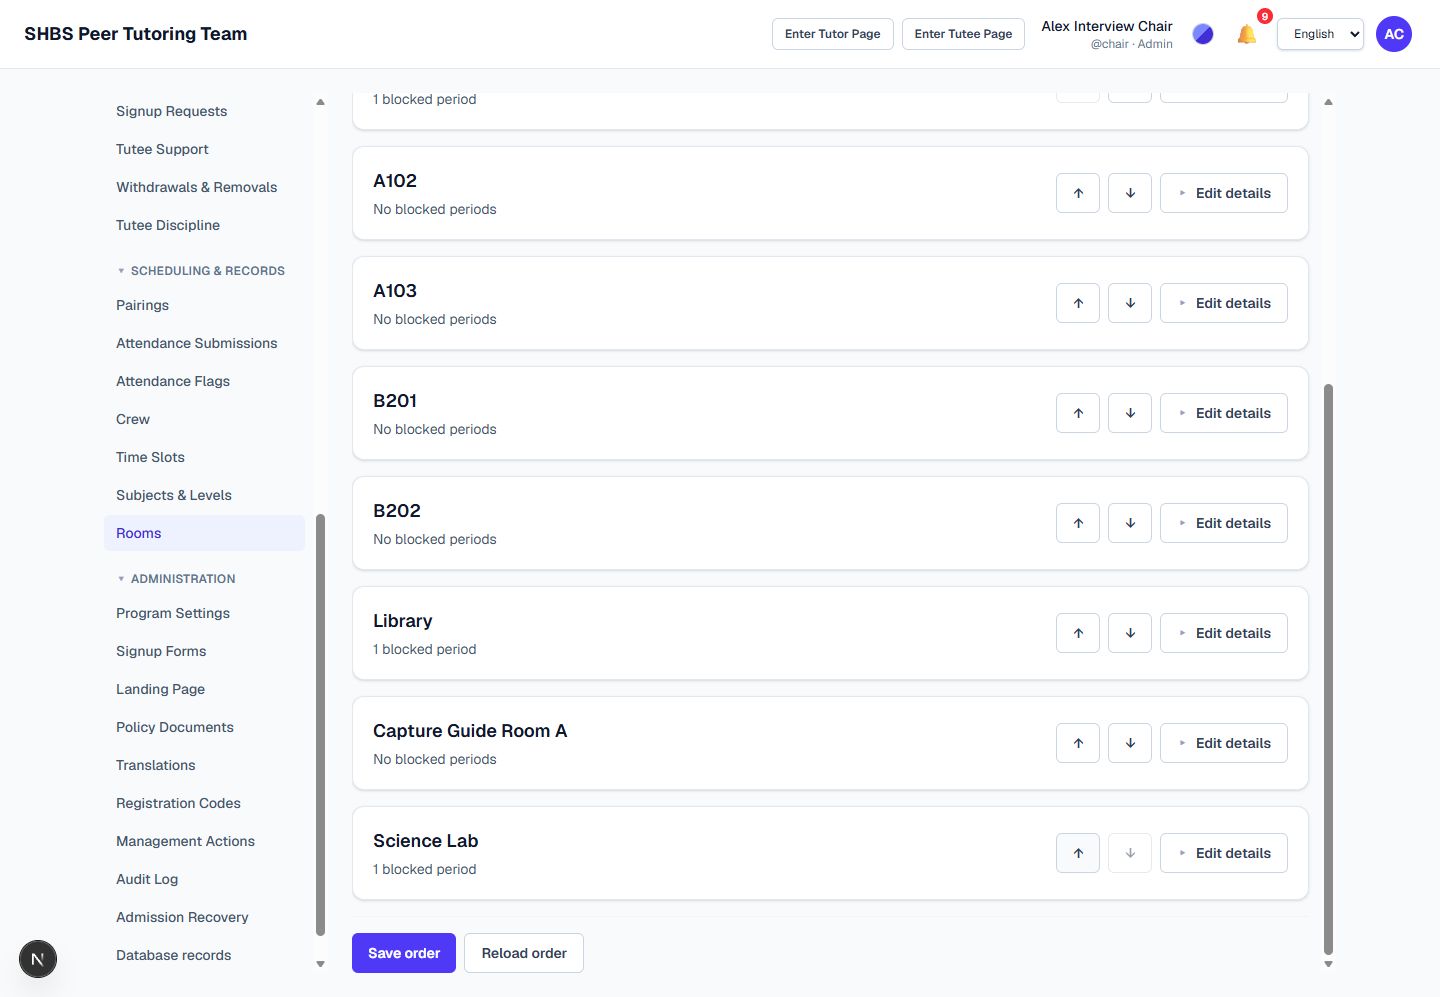 SHBS Peer Tutoring Team
Enter Tutor Page
Enter Tutee Page
Alex Interview Chair
@chair · Admin
9
English
AC
Signup Requests
Tutee Support
Withdrawals & Removals
Tutee Discipline
SCHEDULING & RECORDS
Pairings
Attendance Submissions
Attendance Flags
Crew
Time Slots
Subjects & Levels
Rooms
ADMINISTRATION
Program Settings
Signup Forms
Landing Page
Policy Documents
Translations
Registration Codes
Management Actions
Audit Log
Admission Recovery
Database records
N
1 blocked period
A102
No blocked periods
Edit details
A103
No blocked periods
Edit details
B201
No blocked periods
Edit details
B202
No blocked periods
Edit details
Library
1 blocked period
Edit details
Capture Guide Room A
No blocked periods
Edit details
Science Lab
1 blocked period
Edit details
Save order
Reload order